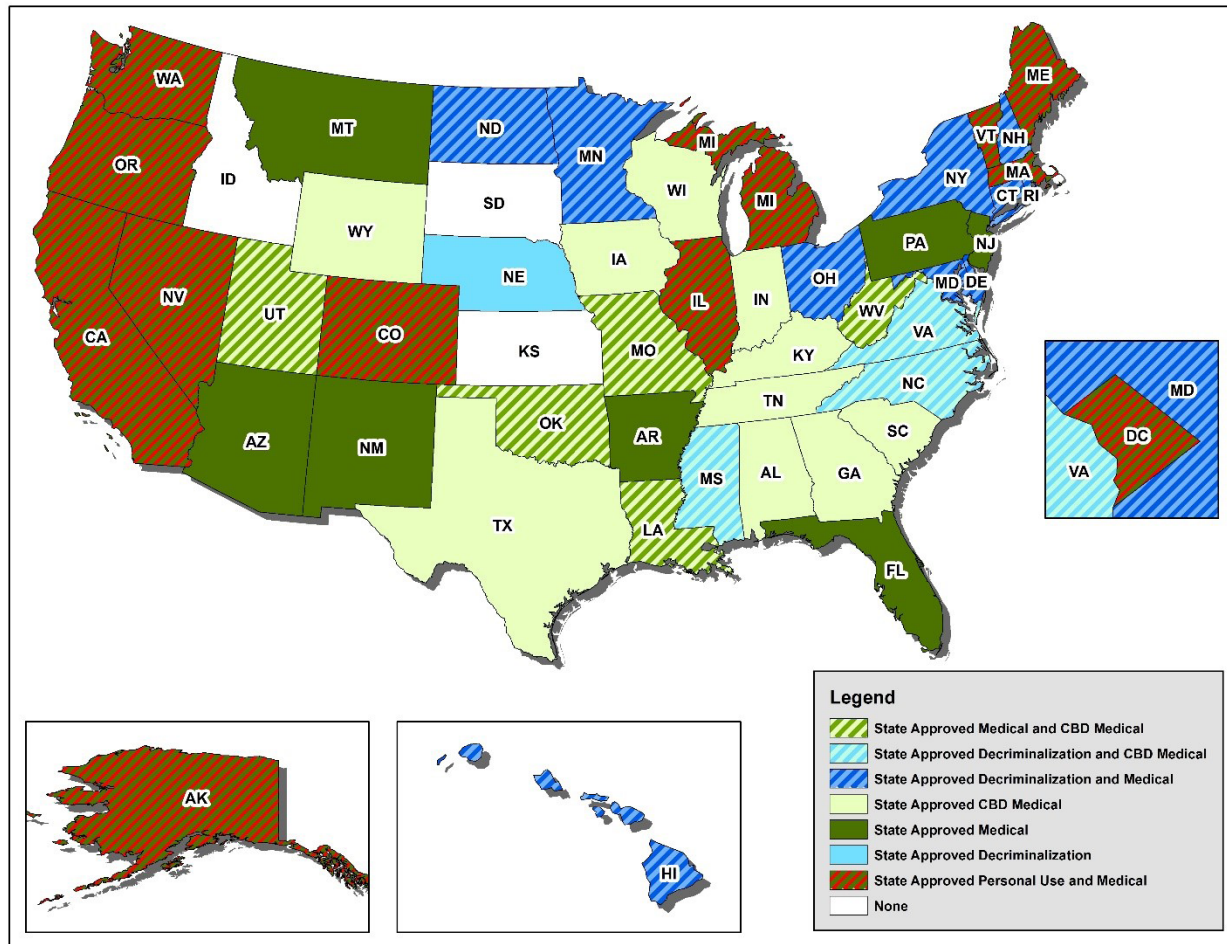 WA
MT
ND
MN
OR
ID
SD
WI
MI
MI
ME
VT
NH
MA
NY
CT
RI
WY
NE
IA
PA
NJ
NV
UT
CO
IL
IN
OH
MD
DE
WV
VA
CA
KS
MO
KY
NC
TN
AZ
NM
OK
AR
SC
MS
AL
GA
TX
LA
FL
MD
DC
VA
AK
HI
Legend
State Approved Medical and CBD Medical
State Approved Decriminalization and CBD Medical
State Approved Decriminalization and Medical
State Approved CBD Medical
State Approved Medical
State Approved Decriminalization
State Approved Personal Use and Medical
None